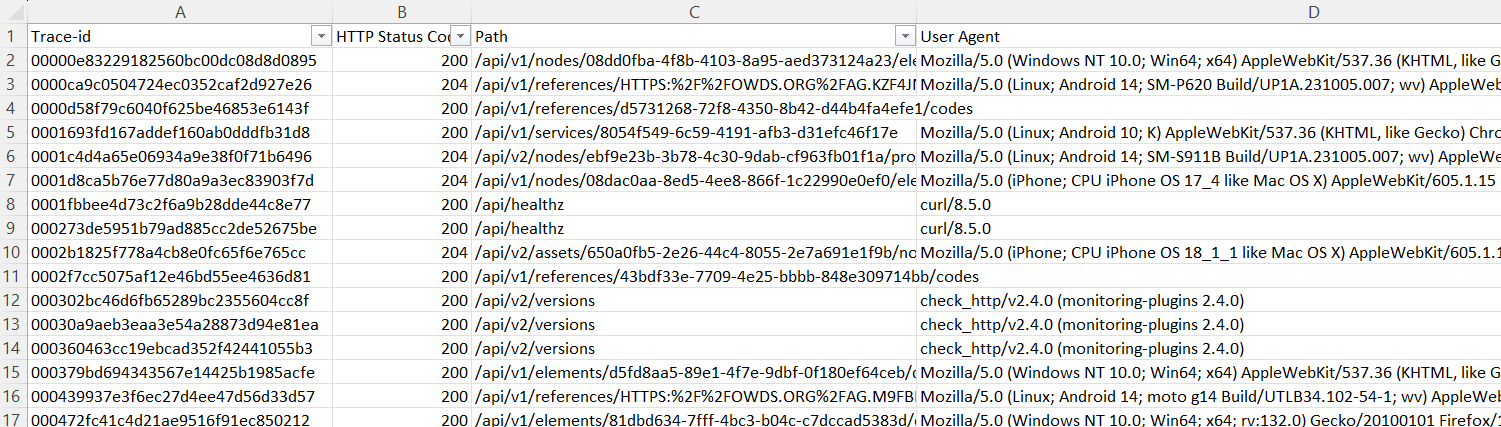 A B C D
1 Trace-id HTTP Status Co Path User Agent
2 00000e83229182560bc00dc08d8d0895 200 /api/v1/nodes/08dd0fba-4f8b-4103-8a95-aed373124a23/ele Mozilla/5.0 (Windows NT 10.0; Win64; x64) AppleWebKit/537.36 (KHTML, like G
3 0000ca9c0504724ec0352caf2d927e26 204 /api/v1/references/HTTPS:%2F%2FOWDS.ORG%2FAG.KZF4JI Mozilla/5.0 (Linux; Android 14; SM-P620 Build/UP1A.231005.007; wv) AppleWeb
4 0000d58f79c6040f625be46853e6143f 200 /api/v1/references/d5731268-72f8-4350-8b42-d44b4fa4efe1/codes
5 0001693fd167addef160ab0dddfb31d8 200 /api/v1/services/8054f549-6c59-4191-afb3-d31efc46f17e Mozilla/5.0 (Linux; Android 10; K) AppleWebKit/537.36 (KHTML, like Gecko) Chro
6 0001c4d4a65e06934a9e38f0f71b6496 204 /api/v2/nodes/ebf9e23b-3b78-4c30-9dab-cf963fb01f1a/pro Mozilla/5.0 (Linux; Android 14; SM-S911B Build/UP1A.231005.007; wv) AppleWe
7 0001d8ca5b76e77d80a9a3ec83903f7d 204 /api/v1/nodes/08dac0aa-8ed5-4ee8-866f-1c22990e0ef0/ele Mozilla/5.0 (iPhone; CPU iPhone OS 17_4 like Mac OS X) AppleWebKit/605.1.15
8 0001fbbee4d73c2f6a9b28dde44c8e77 200 /api/healthz curl/8.5.0
9 000273de5951b79ad885cc2de52675be 200 /api/healthz curl/8.5.0
10 0002b1825f778a4cb8e0fc65f6e765cc 204 /api/v2/assets/650a0fb5-2e26-44c4-8055-2e7a691e1f9b/no Mozilla/5.0 (iPhone; CPU iPhone OS 18_1_1 like Mac OS X) AppleWebKit/605.1.1
11 0002f7cc5075af12e46bd55ee4636d81 200 /api/v1/references/43bdf33e-7709-4e25-bbbb-848e309714bb/codes
12 000302bc46d6fb65289bc2355604cc8f 200 /api/v2/versions check_http/v2.4.0 (monitoring-plugins 2.4.0)
13 00030a9aeb3eaa3e54a28873d94e81ea 200 /api/v2/versions check_http/v2.4.0 (monitoring-plugins 2.4.0)
14 000360463cc19ebcad352f42441055b3 200 /api/v2/versions check_http/v2.4.0 (monitoring-plugins 2.4.0)
15 000379bd694343567e14425b1985acfe 200 /api/v1/elements/d5fd8aa5-89e1-4f7e-9dbf-0f180ef64ceb/c Mozilla/5.0 (Windows NT 10.0; Win64; x64) AppleWebKit/537.36 (KHTML, like G
16 000439937e3f6ec27d4ee47d56d33d57 200 /api/v1/references/HTTPS:%2F%2FOWDS.ORG%2FAG.M9FB Mozilla/5.0 (Linux; Android 14; moto g14 Build/UTLB34.102-54-1; wv) AppleWeb
17 000472fc41c4d21ae9516f91ec850212 200 /api/v1/elements/81dbd634-7fff-4bc3-b04c-c7dccad5383d/ Mozilla/5.0 (Windows NT 10.0; Win64; x64; rv:132.0) Gecko/20100101 Firefox/